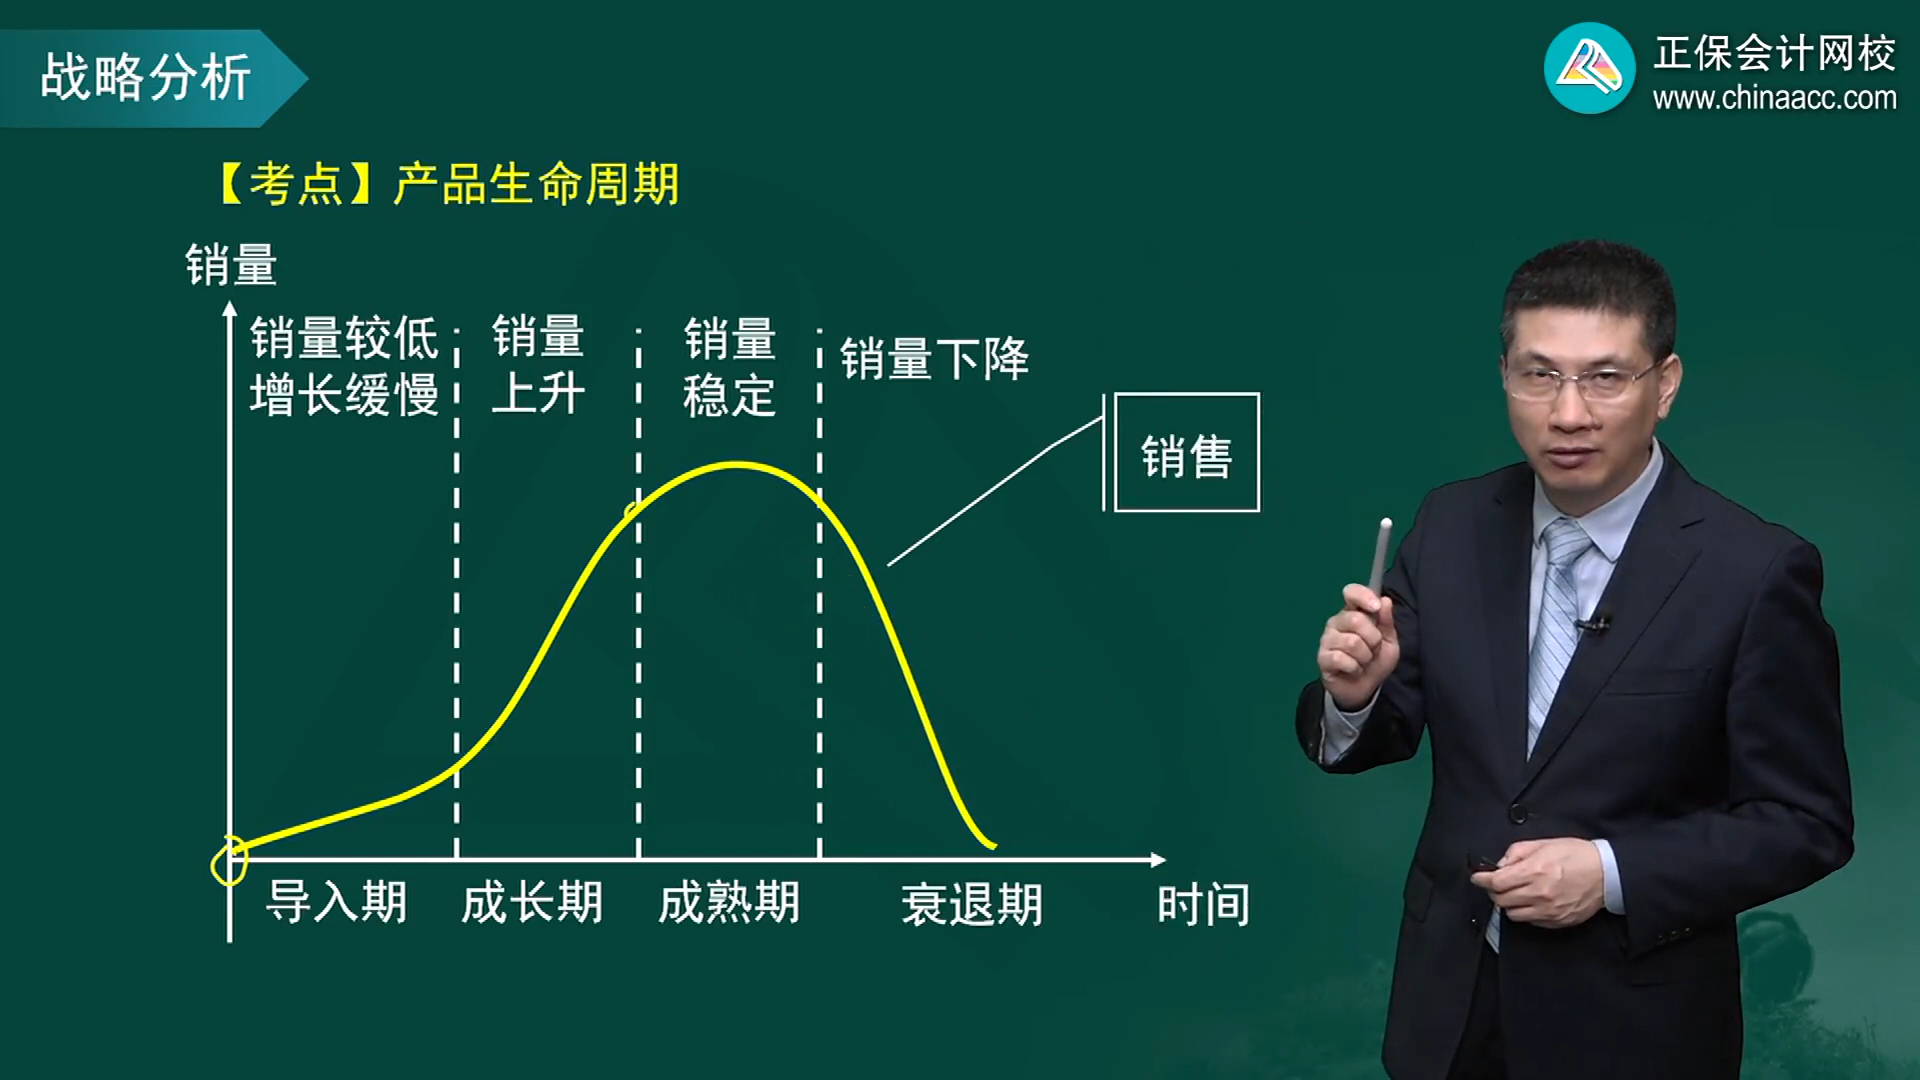 战略分析
正保会计网校
www.chinaacc.com
【考点】产品生命周期
销量
销量较低
增长缓慢
销量
上升
销量
稳定
销量下降
销售
导入期
成长期
成熟期
衰退期
时间